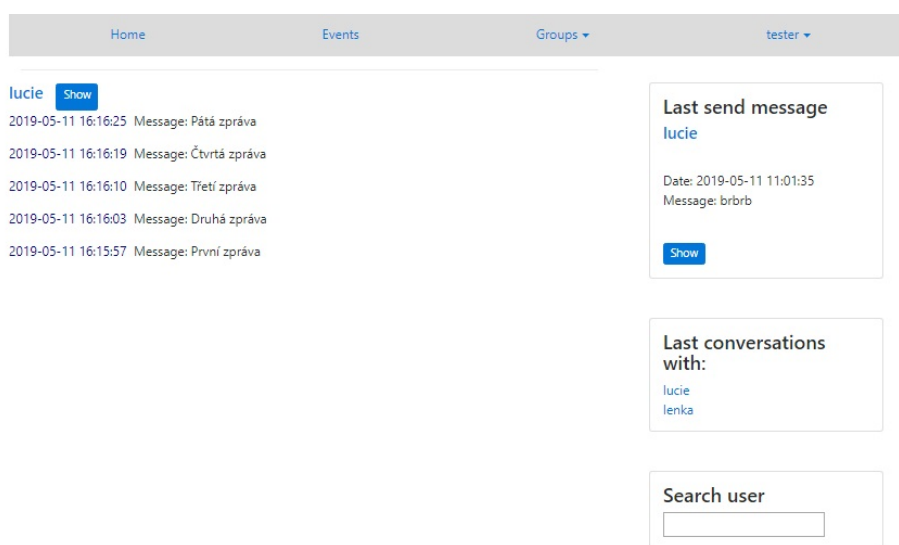 Home Events Groups tester
lucie Show
2019-05-11 16:16:25 Message: Pátá zpráva
2019-05-11 16:16:19 Message: Čtvrtá zpráva
2019-05-11 16:16:10 Message: Třetí zpráva
2019-05-11 16:16:03 Message: Druhá zpráva
2019-05-11 16:15:57 Message: První zpráva
Last send message
lucie
Date: 2019-05-11 11:01:35
Message: brbrb
Show
Last conversations
with:
lucie
lenka
Search user